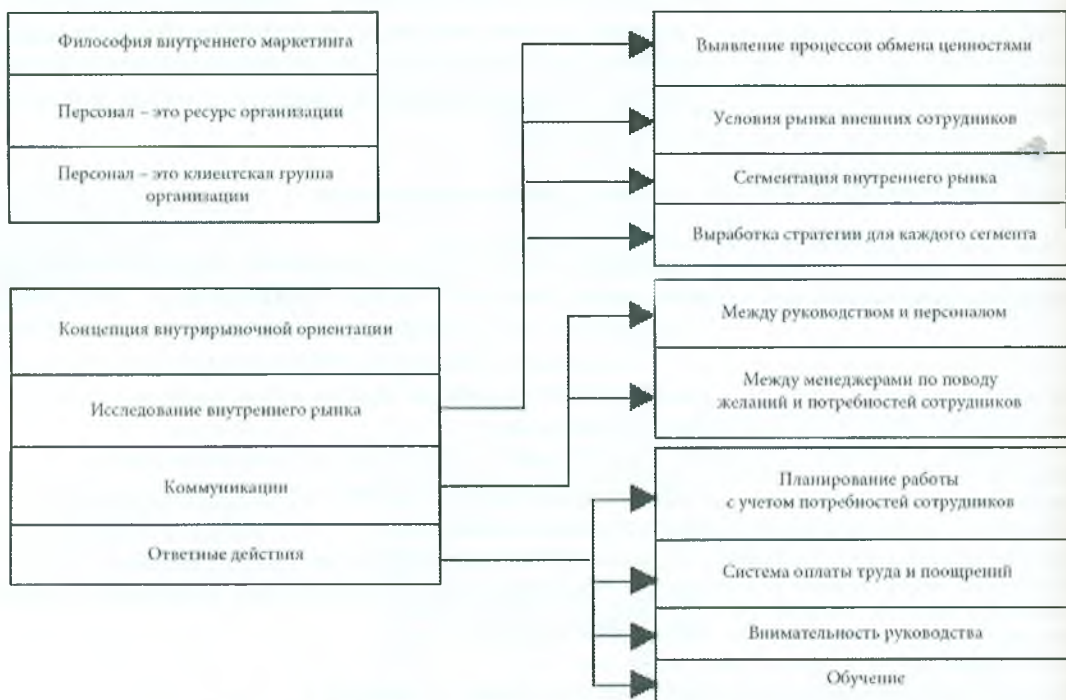 Философия внутреннего маркетинга
Персонал – это ресурс организации
Персонал – это клиентская группа
организации
Концепция внутрирыночной ориентации
Исследование внутреннего рынка
Коммуникации
Ответные действия
Выявление процессов обмена ценностями
Условия рынка внешних сотрудников
Сегментация внутреннего рынка
Выработка стратегии для каждого сегмента
Между руководством и персоналом
Между менеджерами по поводу
желаний и потребностей сотрудников
Планирование работы
с учетом потребностей сотрудников
Система оплаты труда и поощрений
Внимательность руководства
Обучение